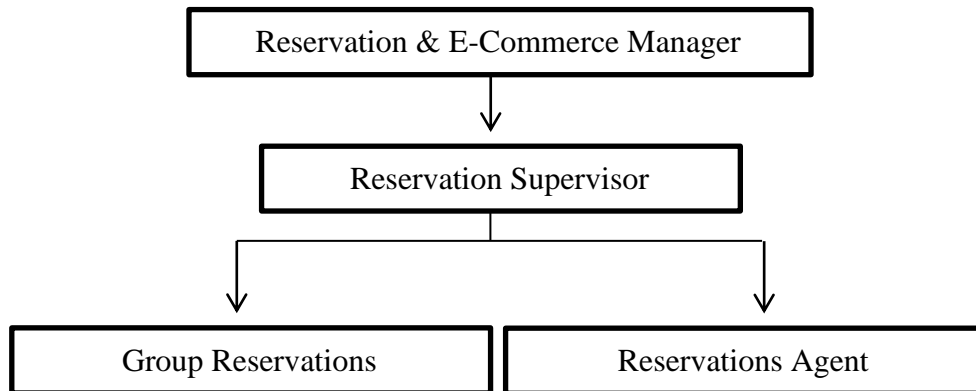 Reservation & E-Commerce Manager
Reservation Supervisor
Group Reservations
Reservations Agent